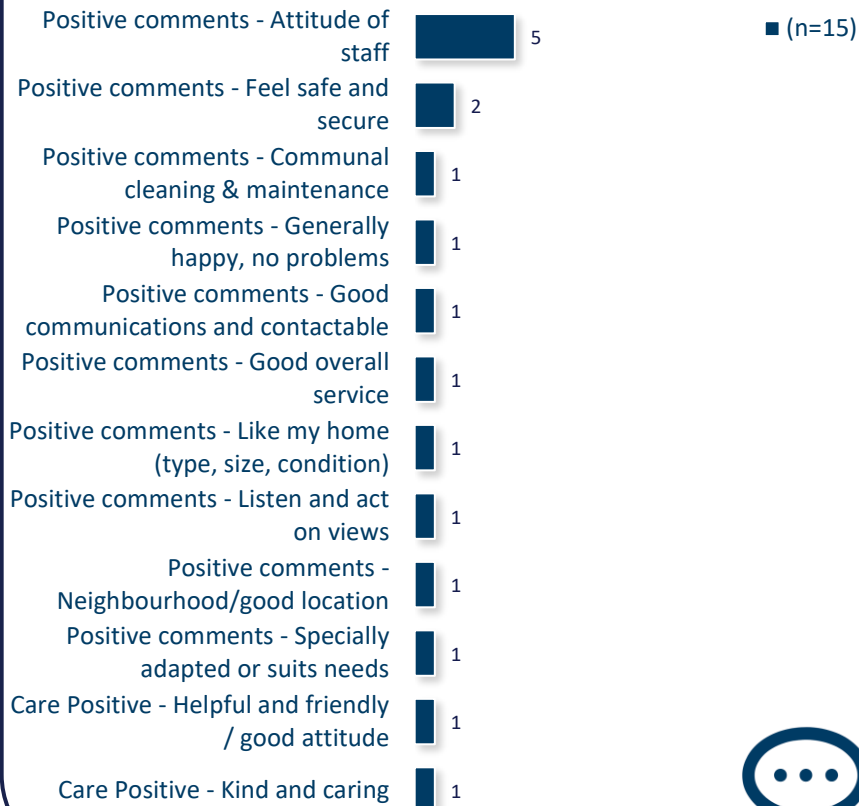 Positive comments - Attitude of
staff
5
(n=15)
Positive comments - Feel safe and
secure
2
Positive comments - Communal
cleaning & maintenance
1
Positive comments - Generally
happy, no problems
1
Positive comments - Good
communications and contactable
1
Positive comments - Good overall
service
1
Positive comments - Like my home
(type, size, condition)
1
Positive comments - Listen and act
on views
1
Positive comments -
Neighbourhood/good location
1
Positive comments - Specially
adapted or suits needs
1
Care Positive - Helpful and friendly
/ good attitude
1
Care Positive - Kind and caring
1